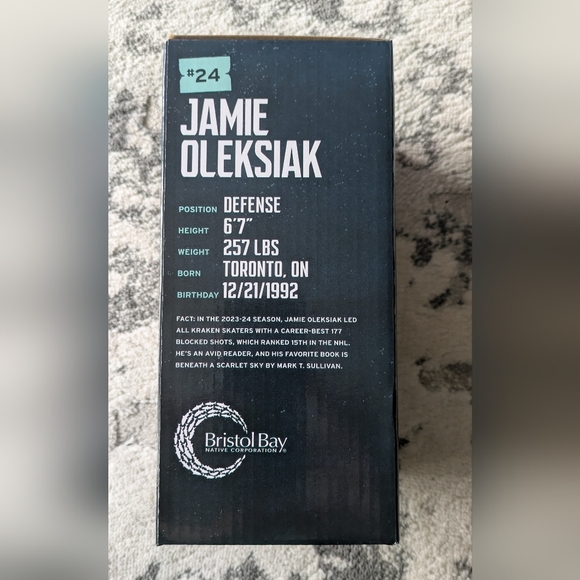 #24
JAMIE
OLEKSIAK
POSITION DEFENSE
HEIGHT 6'7"
WEIGHT 257 LBS
BORN TORONTO, ON
BIRTHDAY 12/21/1992
FACT: IN THE 2023-24 SEASON, JAMIE OLEKSIAK LED
ALL KRAKEN SKATERS WITH A CAREER-BEST 177
BLOCKED SHOTS, WHICH RANKED 15TH IN THE NHL.
HE'S AN AVID READER, AND HIS FAVORITE BOOK IS
BENEATH A SCARLET SKY BY MARK T. SULLIVAN.
Bristol Bay
NATIVE CORPORATION®